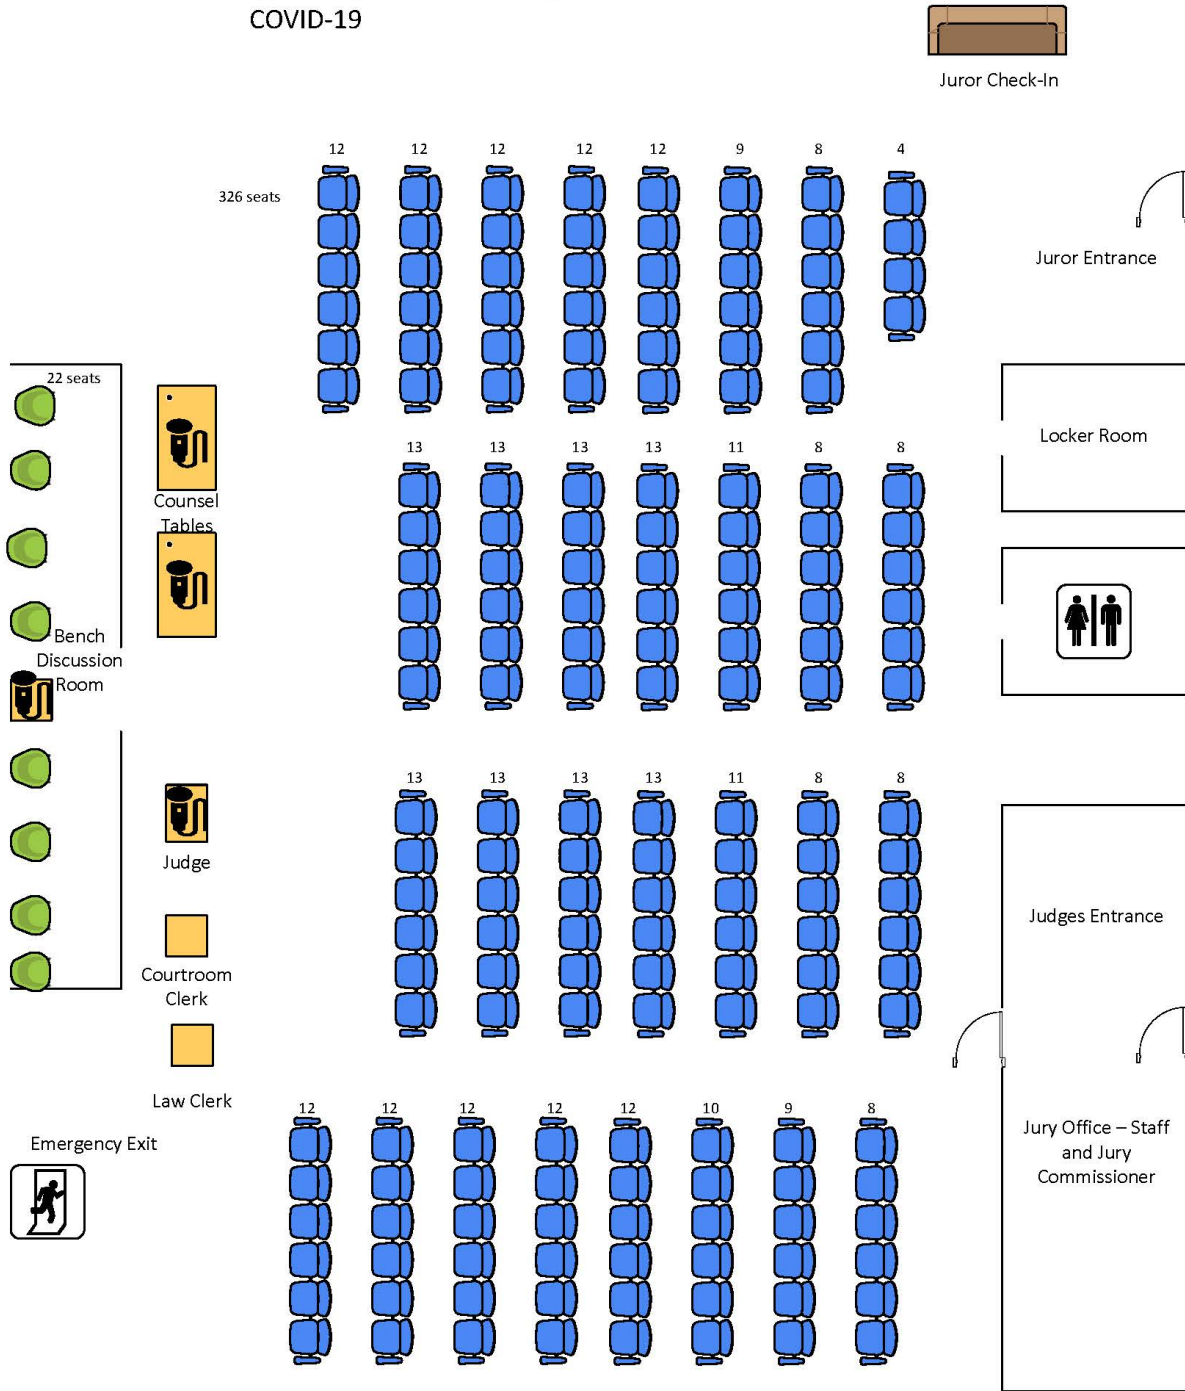 COVID-19
Juror Check-In
12 12 12 12 12 9 8 4
326 seats
Juror Entrance
22 seats
Counsel
Tables
13 13 13 13 11 8 8
Locker Room
Bench
Discussion
Room
13 13 13 13 11 8 8
Judge
Judges Entrance
Courtroom
Clerk
Law Clerk
12 12 12 12 12 10 9 8
Emergency Exit
Jury Office – Staff
and Jury
Commissioner